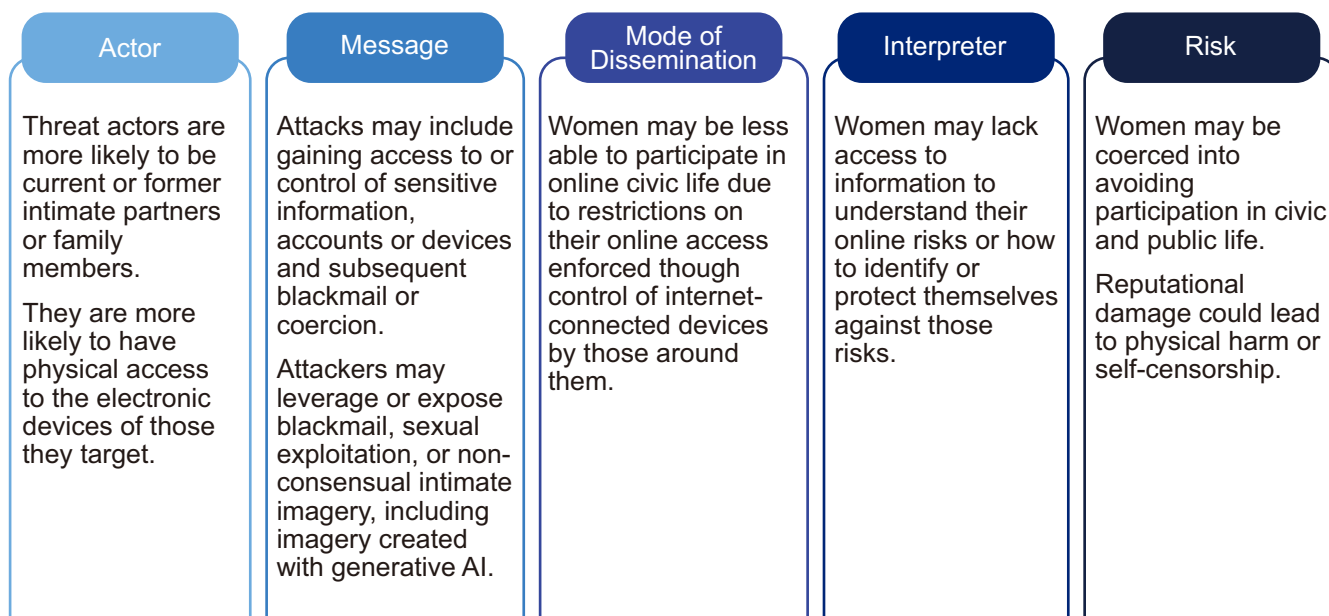 Actor
Threat actors are
more likely to be
current or former
intimate partners
or family
members.
They are more
likely to have
physical access
to the electronic
devices of those
they target.
Message
Attacks may include
gaining access to or
control of sensitive
information,
accounts or devices
and subsequent
blackmail or
coercion.
Attackers may
leverage or expose
blackmail, sexual
exploitation, or non-
consensual intimate
imagery, including
imagery created
with generative AI.
Mode of
Dissemination
Women may be less
able to participate in
online civic life due
to restrictions on
their online access
enforced though
control of internet-
connected devices
by those around
them.
Interpreter
Women may lack
access to
information to
understand their
online risks or how
to identify or
protect themselves
against those
risks.
Risk
Women may be
coerced into
avoiding
participation in civic
and public life.
Reputational
damage could lead
to physical harm or
self-censorship.